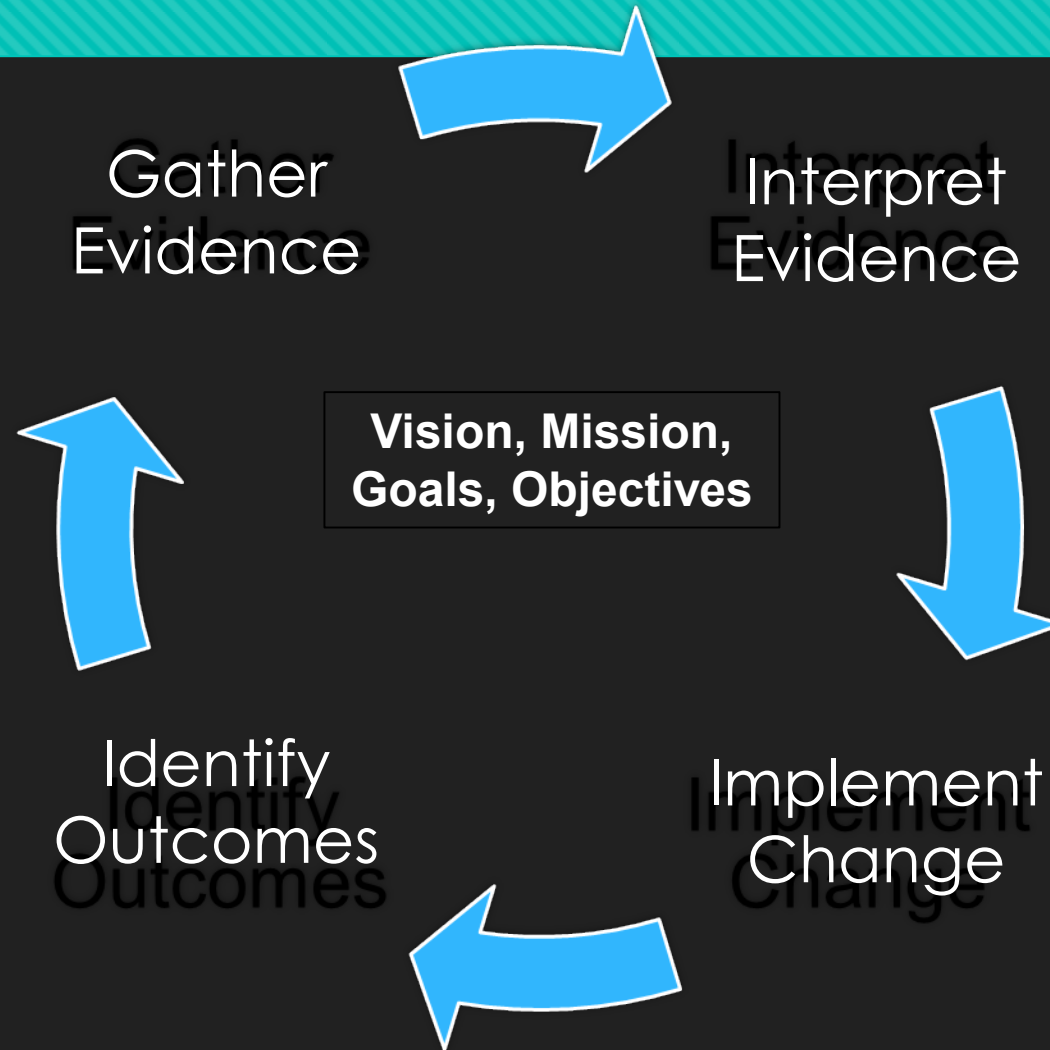 Gather
Evidence
Interpret
Evidence
Vision, Mission,
Goals, Objectives
Identify
Outcomes
Implement
Change